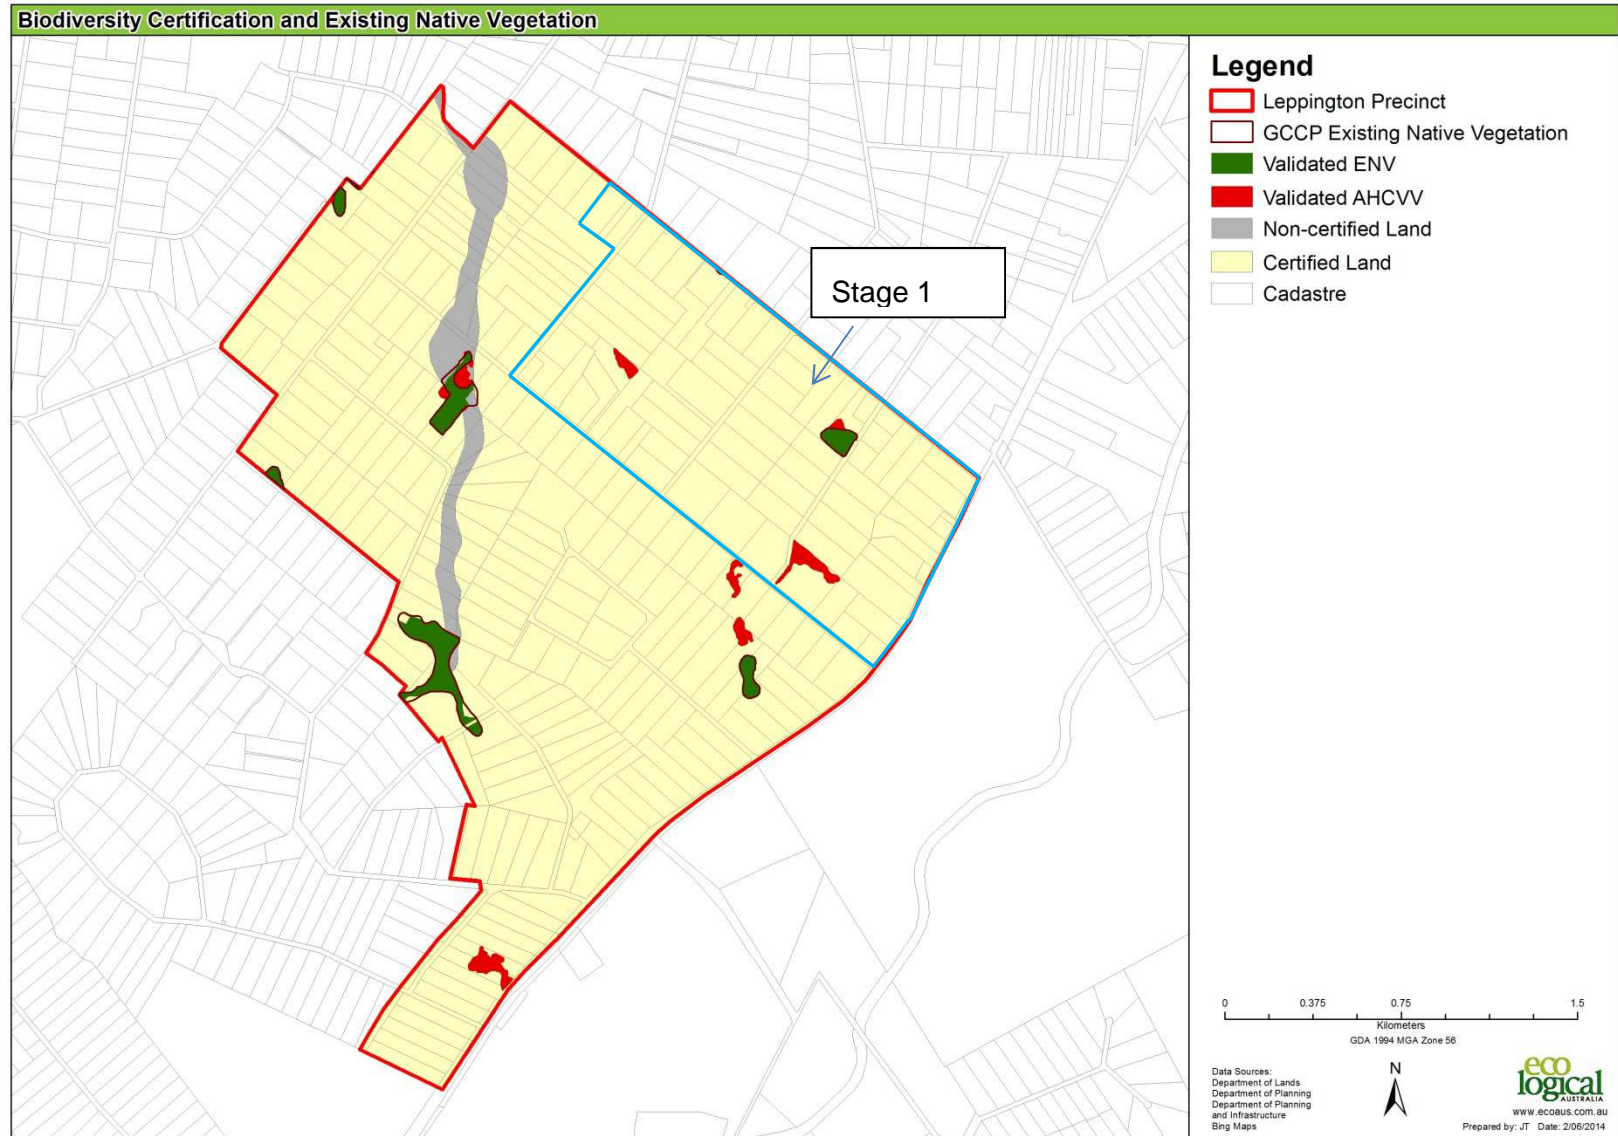 Biodiversity Certification and Existing Native Vegetation
Stage 1
Legend
Leppington Precinct
GCCP Existing Native Vegetation
Validated ENV
Validated AHCVV
Non-certified Land
Certified Land
Cadastre
0 0.375 0.75 1.5
Kilometers
GDA 1994 MGA Zone 56
Data Sources:
Department of Lands
Department of Planning
Department of Planning
and Infrastructure
Bing Maps
N
eco
logical
AUSTRALIA
www.ecoaus.com.au
Prepared by: JT Date: 2/06/2014